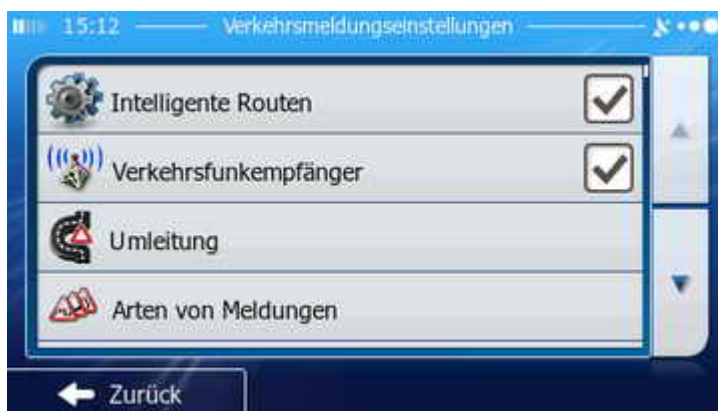 15:12 Verkehrsmeldungseinstellungen
Intelligente Routen
Verkehrsfunkempfänger
Umleitung
Arten von Meldungen
Zurück